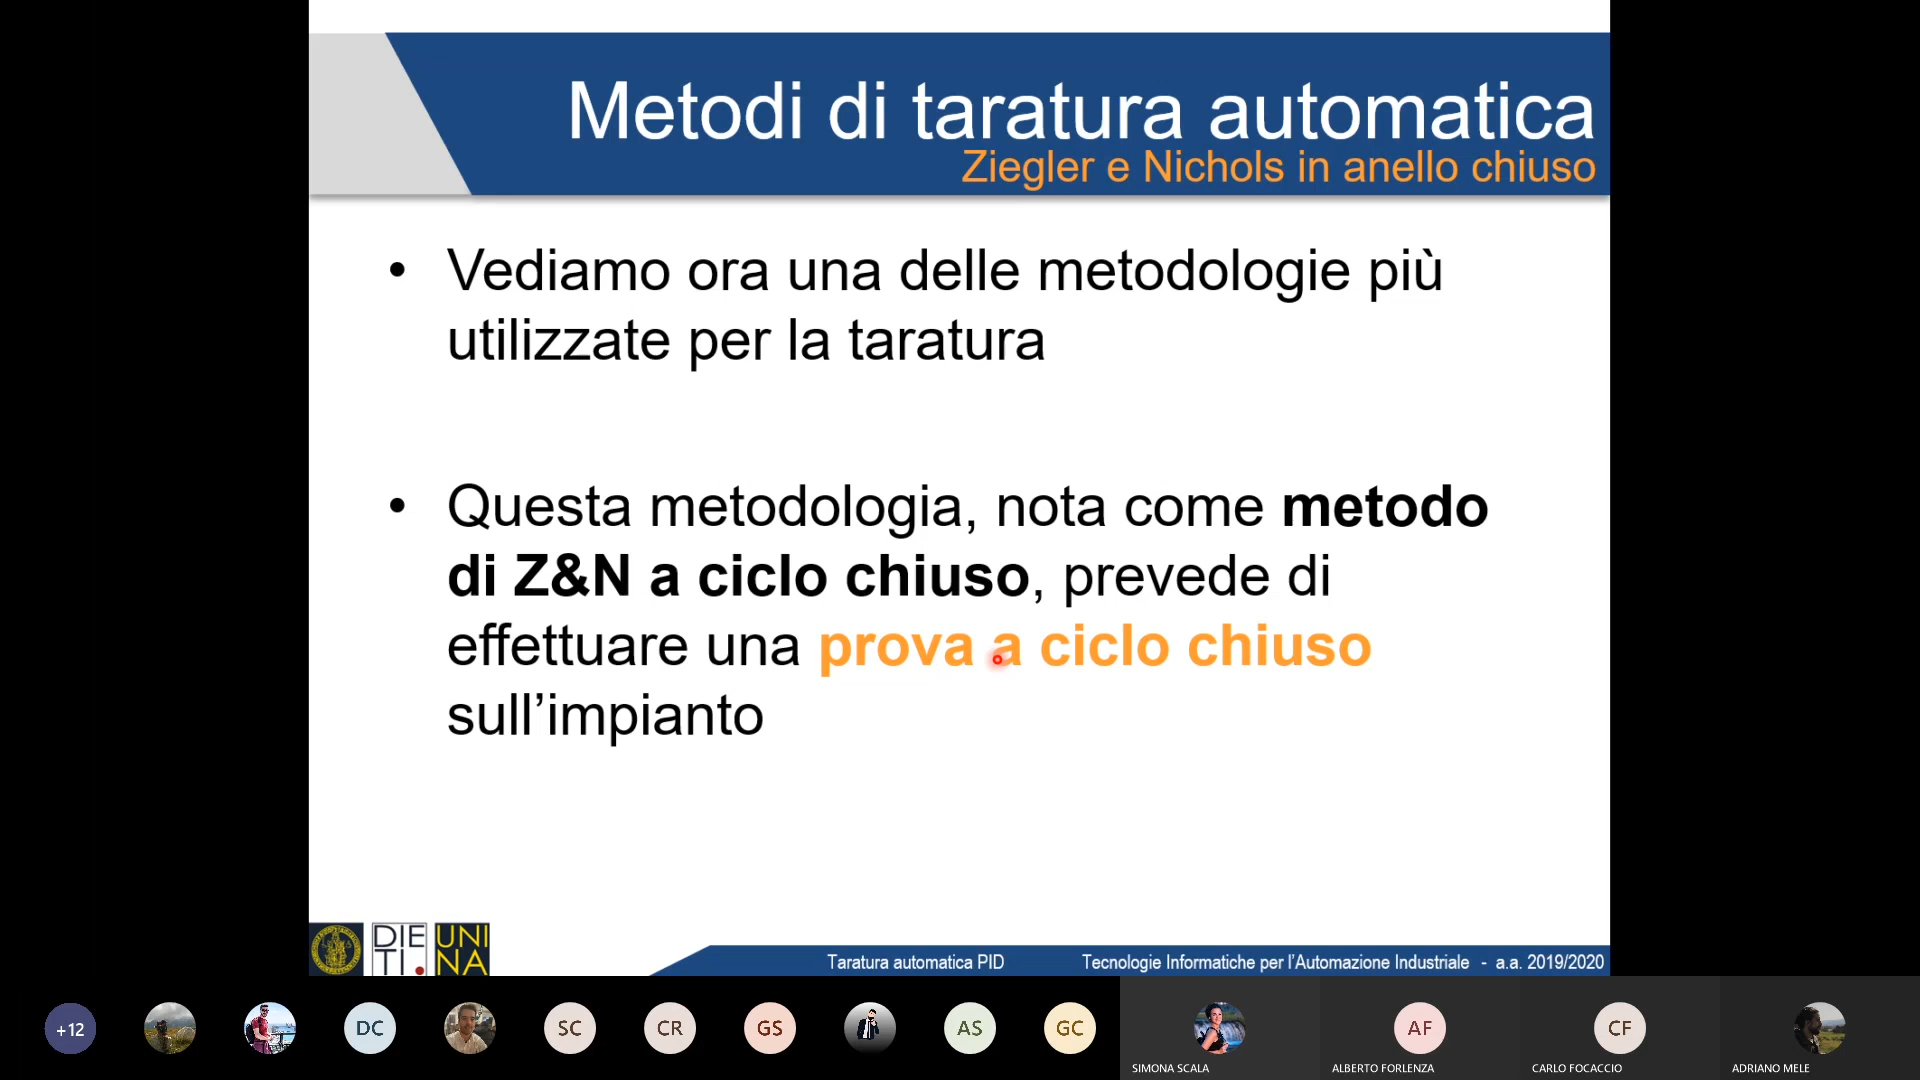 Metodi di taratura automatica
Ziegler e Nichols in anello chiuso
• Vediamo ora una delle metodologie più
utilizzate per la taratura
• Questa metodologia, nota come metodo
di Z&N a ciclo chiuso, prevede di
effettuare una prova a ciclo chiuso
sull’impianto
DIE
TI.
UNI
NA
Taratura automatica PID
Tecnologie Informatiche per l’Automazione Industriale - a.a. 2019/2020
+12
DC
SC
CR
GS
AS
GC
AF
CF
SIMONA SCALA
ALBERTO FORLENZA
CARLO FOCACCIO
ADRIANO MELE